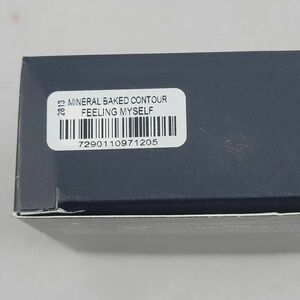 2813
MINERAL BAKED CONTOUR
FEELING MYSELF
7290110971205